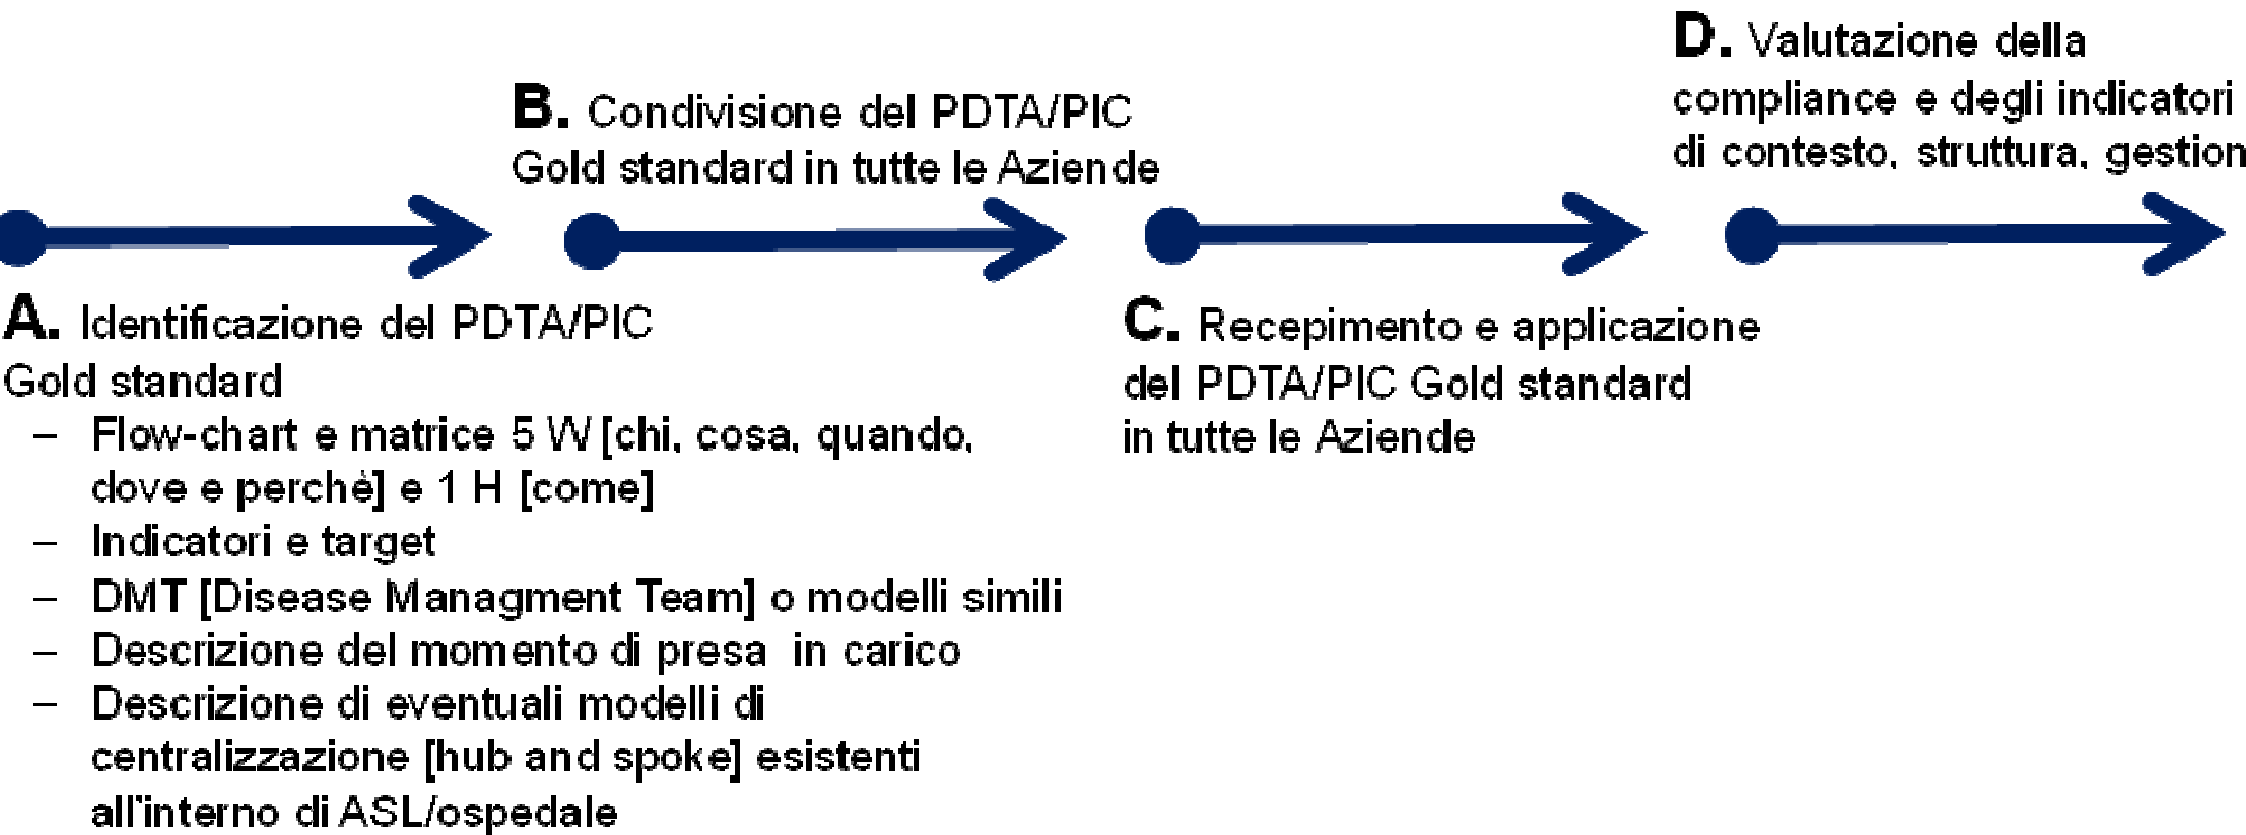 A. Identificazione del PDTA/PIC
Gold standard
– Flow-chart e matrice 5 W [chi, cosa, quando,
dove e perchè] e 1 H [come]
– Indicatori e target
– DMT [Disease Managment Team] o modelli simili
– Descrizione del momento di presa in carico
– Descrizione di eventuali modelli di
centralizzazione [hub and spoke] esistenti
all'interno di ASL/ospedale
B. Condivisione del PDTA/PIC
Gold standard in tutte le Aziende
C. Recepimento e applicazione
del PDTA/PIC Gold standard
in tutte le Aziende
D. Valutazione della
compliance e degli indicatori
di contesto, struttura, gestion